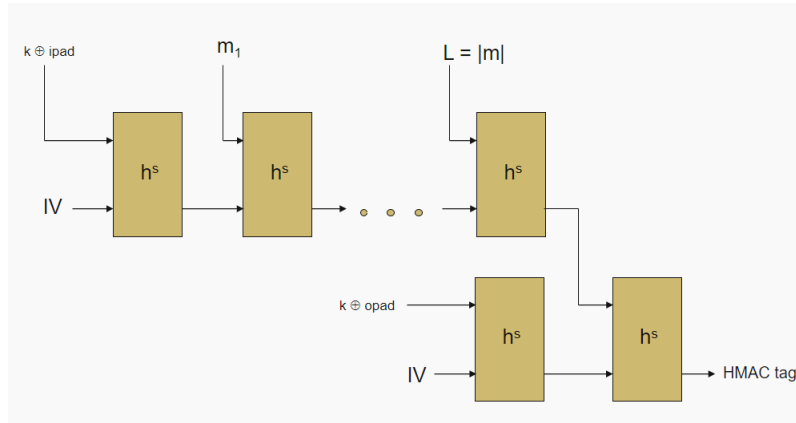 k ⊕ ipad
m₁
L = |m|
hˢ
hˢ
hˢ
IV
k ⊕ opad
hˢ
hˢ
IV
HMAC tag